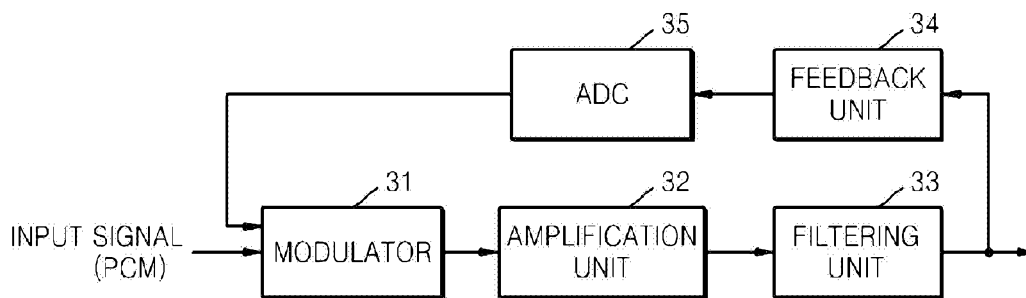 35
34
ADC
FEEDBACK
UNIT
31
32
33
INPUT SIGNAL
(PCM)
MODULATOR
AMPLIFICATION
UNIT
FILTERING
UNIT